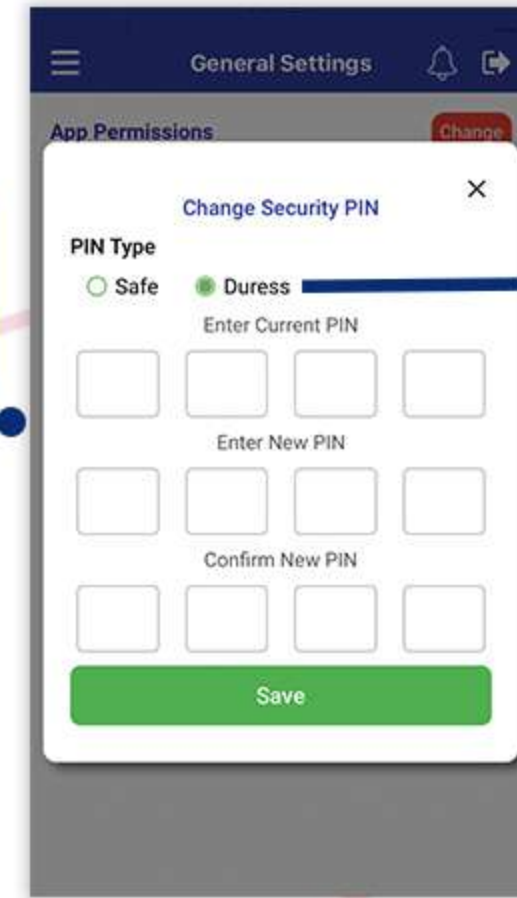 General Settings
App Permissions Change
Change Security PIN
PIN Type
Safe Duress
Enter Current PIN
Enter New PIN
Confirm New PIN
Save